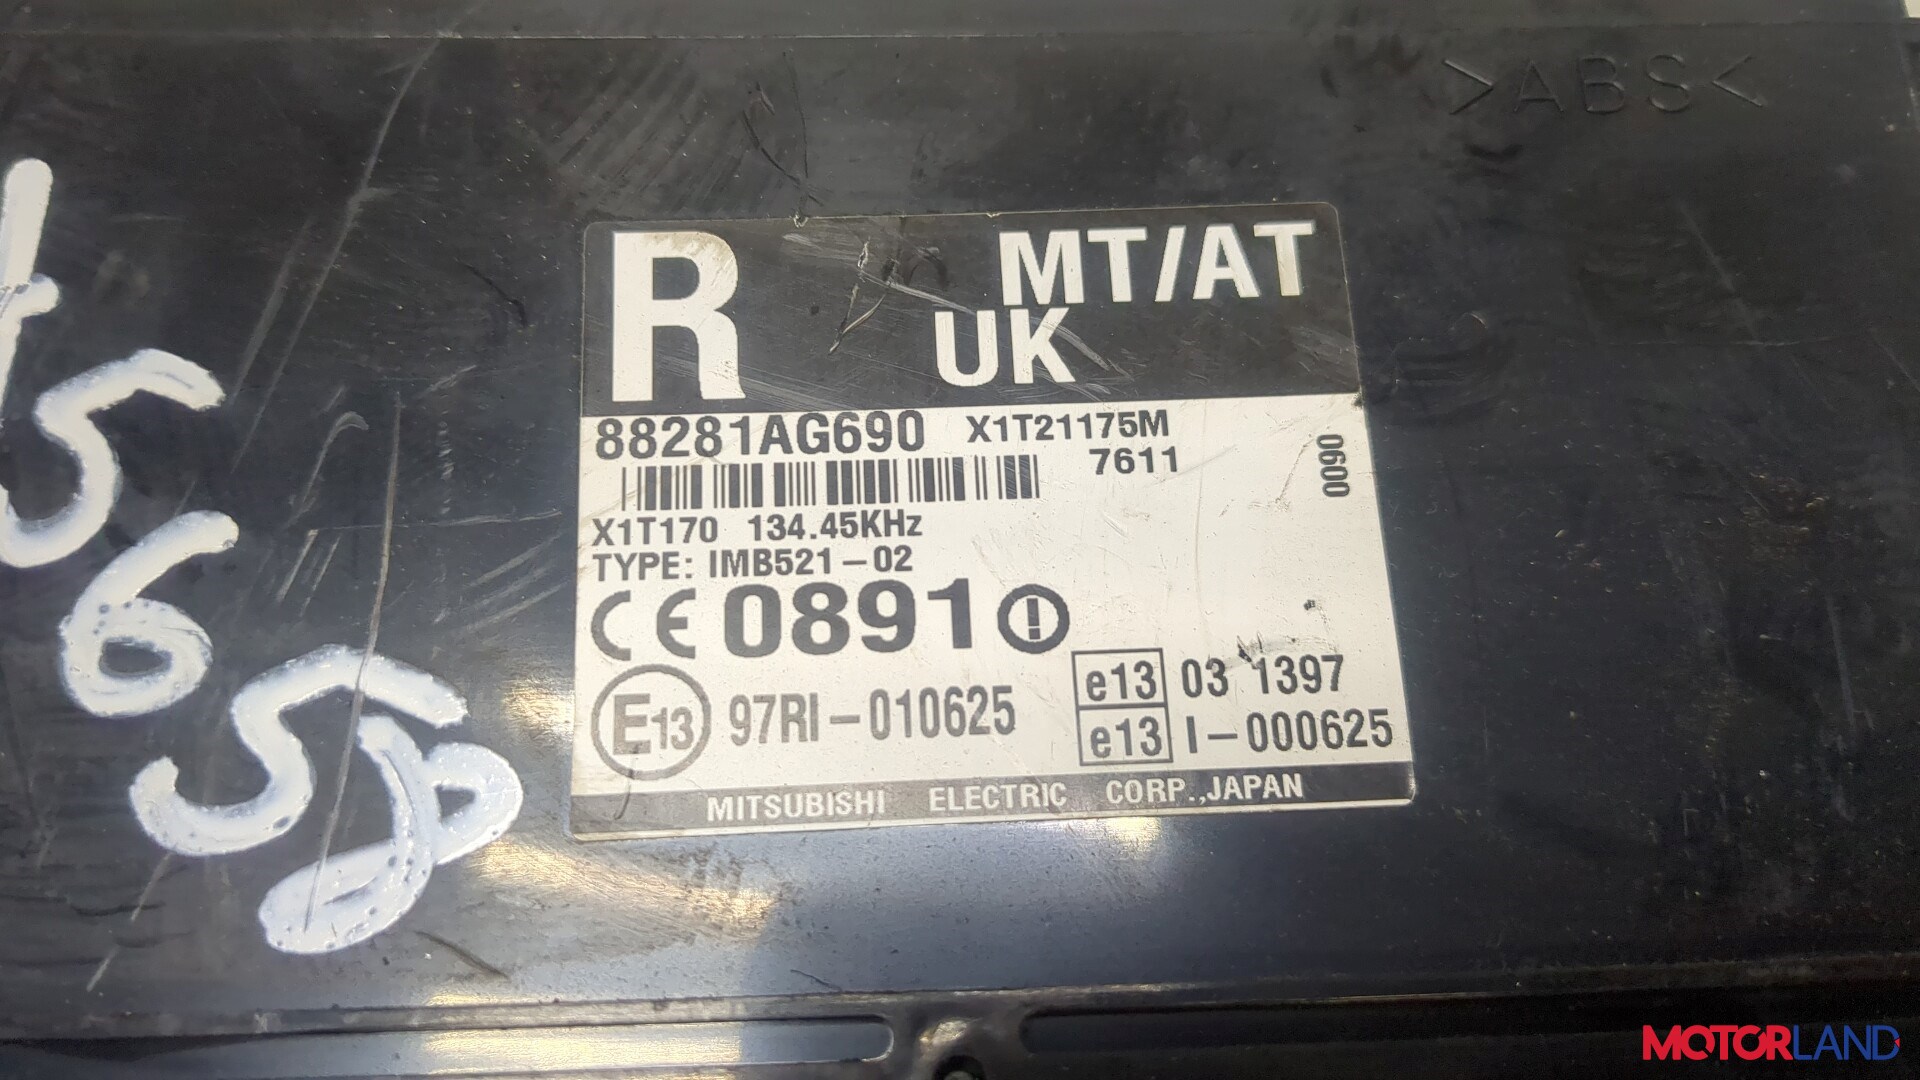 >ABS<
R MT/AT
UK
88281AG690 X1T21175M
7611
0090
X1T170 134.45KHz
TYPE: IMB521-02
CE 0891
E13 97RI-010625
e13 03 1397
e13 I-000625
MITSUBISHI ELECTRIC CORP.,JAPAN
565
MOTORLAND